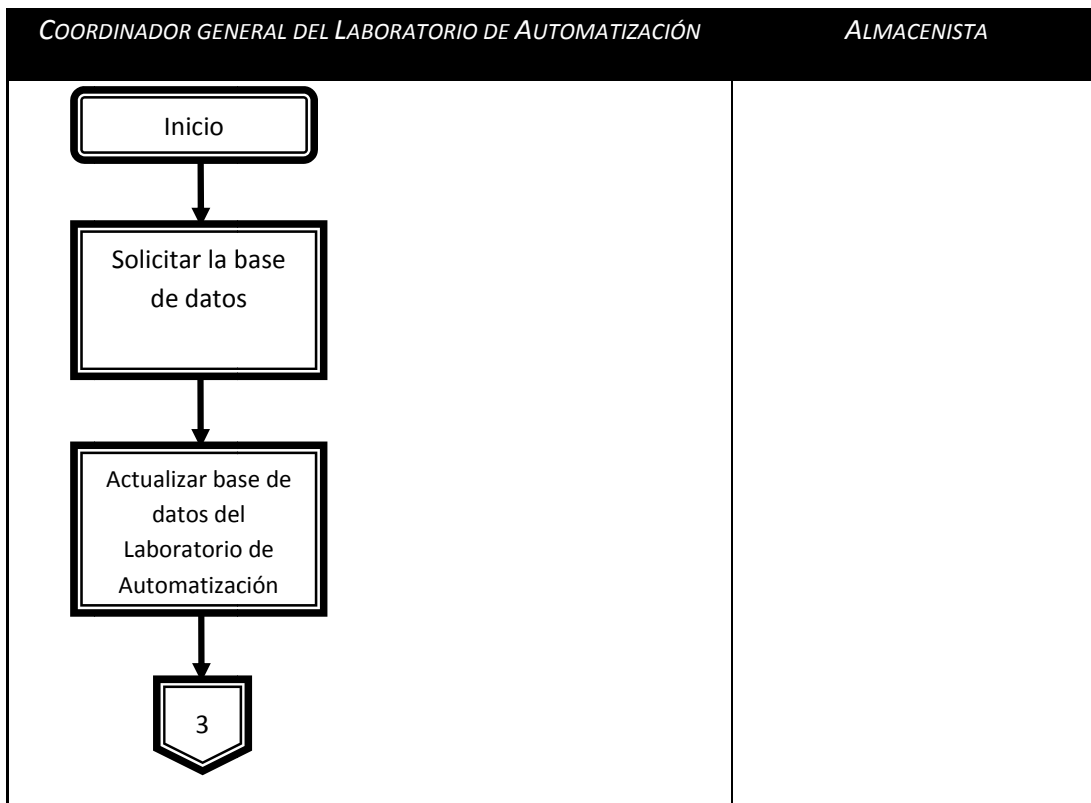 COORDINADOR GENERAL DEL LABORATORIO DE AUTOMATIZACIÓN
ALMACENISTA
Inicio
Solicitar la base
de datos
Actualizar base de
datos del
Laboratorio de
Automatización
3